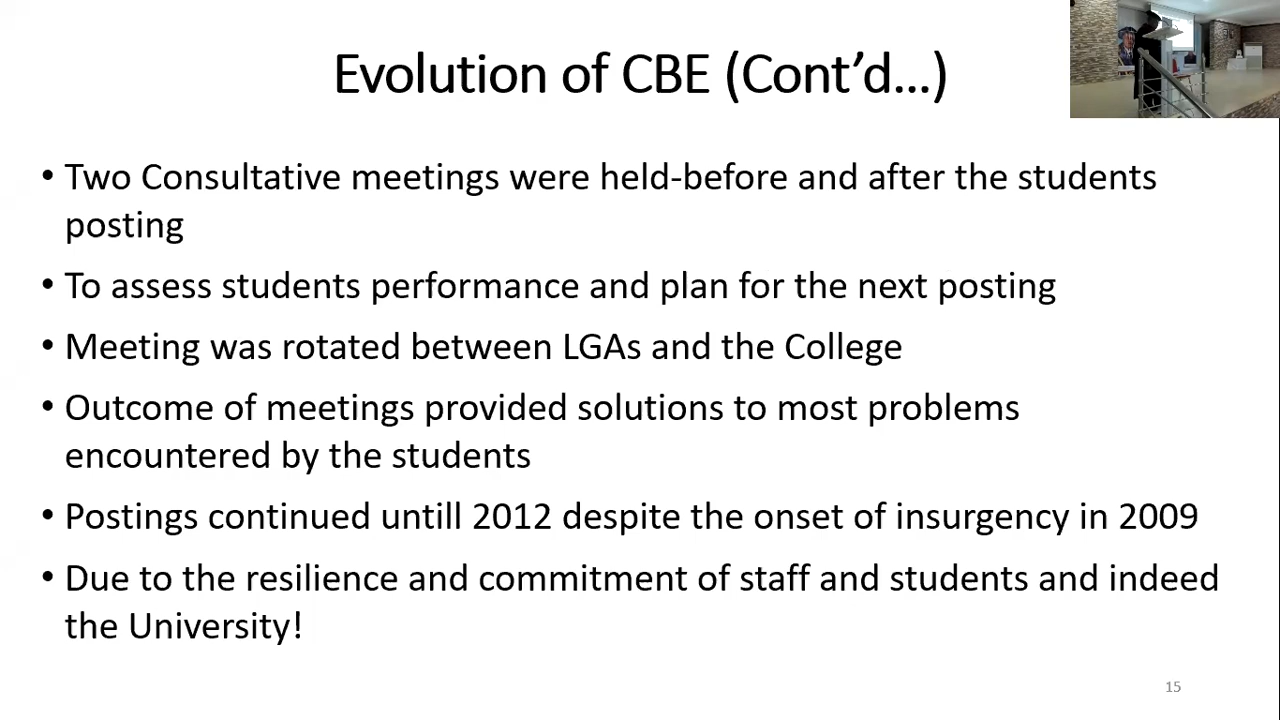 Evolution of CBE (Cont’d…)
• Two Consultative meetings were held-before and after the students
posting
• To assess students performance and plan for the next posting
• Meeting was rotated between LGAs and the College
• Outcome of meetings provided solutions to most problems
encountered by the students
• Postings continued untill 2012 despite the onset of insurgency in 2009
• Due to the resilience and commitment of staff and students and indeed
the University!
15